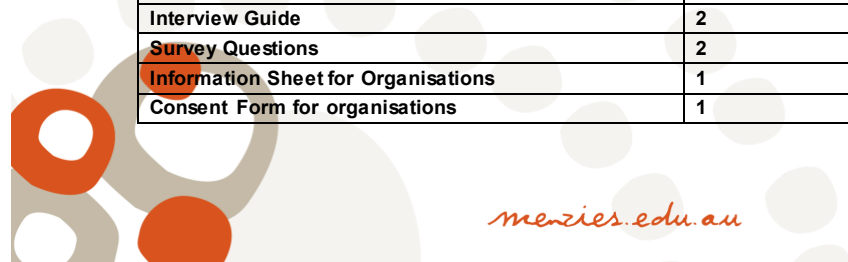 Interview Guide 2
Survey Questions 2
Information Sheet for Organisations 1
Consent Form for organisations 1
menzies.edu.au